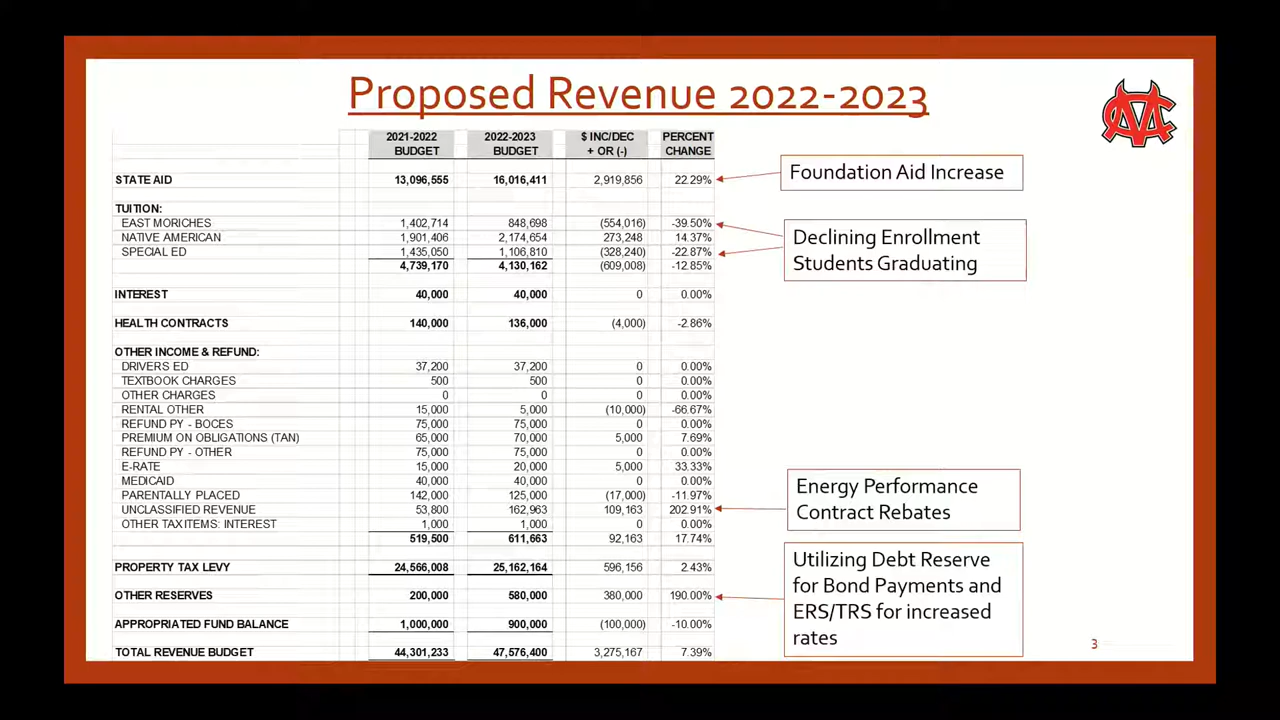 Proposed Revenue 2022-2023
2021-2022 2022-2023 $ INC/DEC PERCENT
BUDGET BUDGET + OR (-) CHANGE
STATE AID 13,096,555 16,016,411 2,919,856 22.29%
Foundation Aid Increase
TUITION:
EAST MORICHES 1,402,714 848,698 (554,016) -39.50%
NATIVE AMERICAN 1,901,406 2,174,654 273,248 14.37%
SPECIAL ED 1,435,050 1,106,810 (328,240) -22.87%
4,739,170 4,130,162 (609,008) -12.85%
Declining Enrollment
Students Graduating
INTEREST 40,000 40,000 0 0.00%
HEALTH CONTRACTS 140,000 136,000 (4,000) -2.86%
OTHER INCOME & REFUND:
DRIVERS ED 37,200 37,200 0 0.00%
TEXTBOOK CHARGES 500 500 0 0.00%
OTHER CHARGES 0 0 0 0.00%
RENTAL OTHER 15,000 5,000 (10,000) -66.67%
REFUND PY - BOCES 75,000 75,000 0 0.00%
PREMIUM ON OBLIGATIONS (TAN) 65,000 70,000 5,000 7.69%
REFUND PY - OTHER 75,000 75,000 0 0.00%
E-RATE 15,000 20,000 5,000 33.33%
MEDICAID 40,000 40,000 0 0.00%
PARENTALLY PLACED 142,000 125,000 (17,000) -11.97%
UNCLASSIFIED REVENUE 53,800 162,963 109,163 202.91%
OTHER TAX ITEMS: INTEREST 1,000 1,000 0 0.00%
519,500 611,663 92,163 17.74%
Energy Performance
Contract Rebates
PROPERTY TAX LEVY 24,566,008 25,162,164 596,156 2.43%
OTHER RESERVES 200,000 580,000 380,000 190.00%
APPROPRIATED FUND BALANCE 1,000,000 900,000 (100,000) -10.00%
TOTAL REVENUE BUDGET 44,301,233 47,576,400 3,275,167 7.39%
Utilizing Debt Reserve
for Bond Payments and
ERS/TRS for increased
rates
3